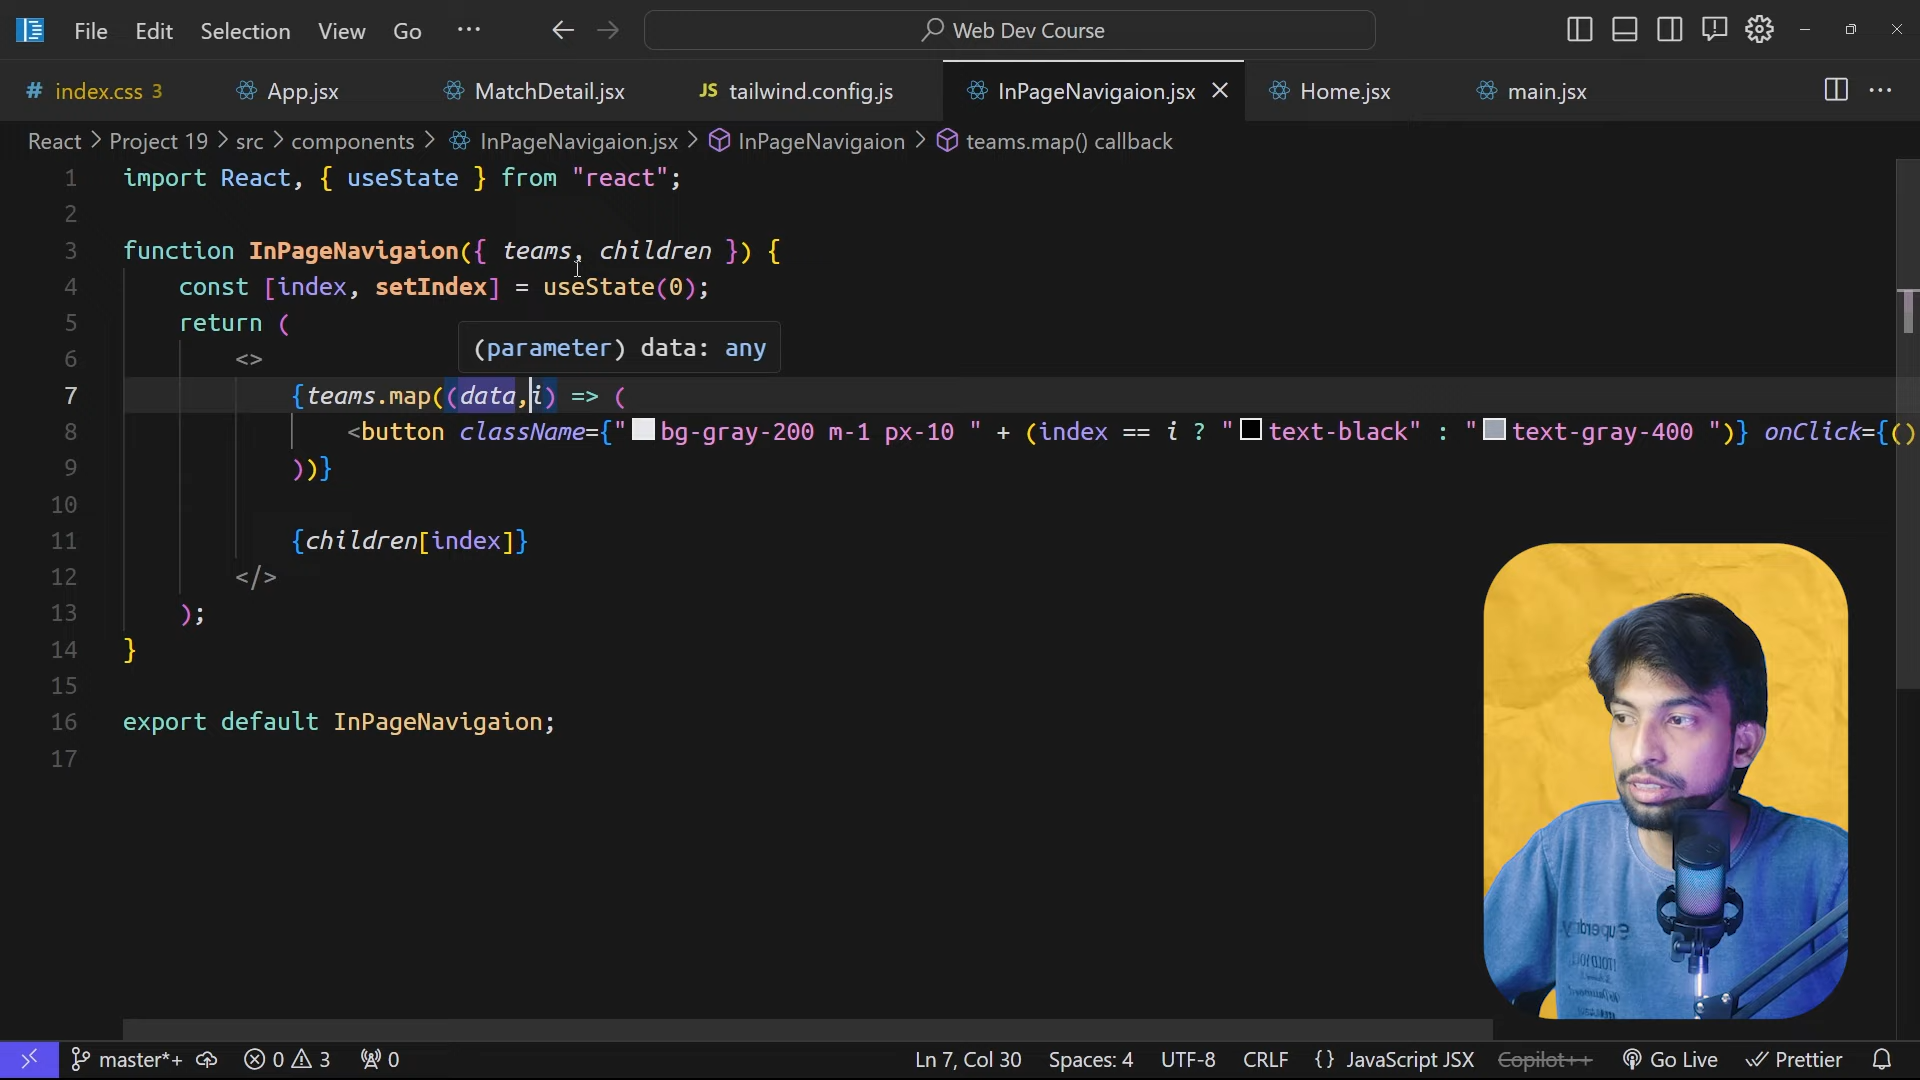 File Edit Selection View Go ··· Web Dev Course
# index.css 3 App.jsx MatchDetail.jsx JS tailwind.config.js InPageNavigaion.jsx Home.jsx main.jsx
React > Project 19 > src > components > InPageNavigaion.jsx > InPageNavigaion > teams.map() callback
1 import React, { useState } from "react";
2
3 function InPageNavigaion({ teams, children }) {
4 const [index, setIndex] = useState(0);
5 return (
(parameter) data: any
6 <>
7 {teams.map((data,i) => (
8 <button className={"bg-gray-200 m-1 px-10 " + (index == i ? "text-black" : "text-gray-400 ")} onClick={()
9 ))}
10
11 {children[index]}
12 </>
13 );
14 }
15
16 export default InPageNavigaion;
17
master*+ 0 3 0 Ln 7, Col 30 Spaces: 4 UTF-8 CRLF {} JavaScript JSX Copilot++ Go Live Prettier